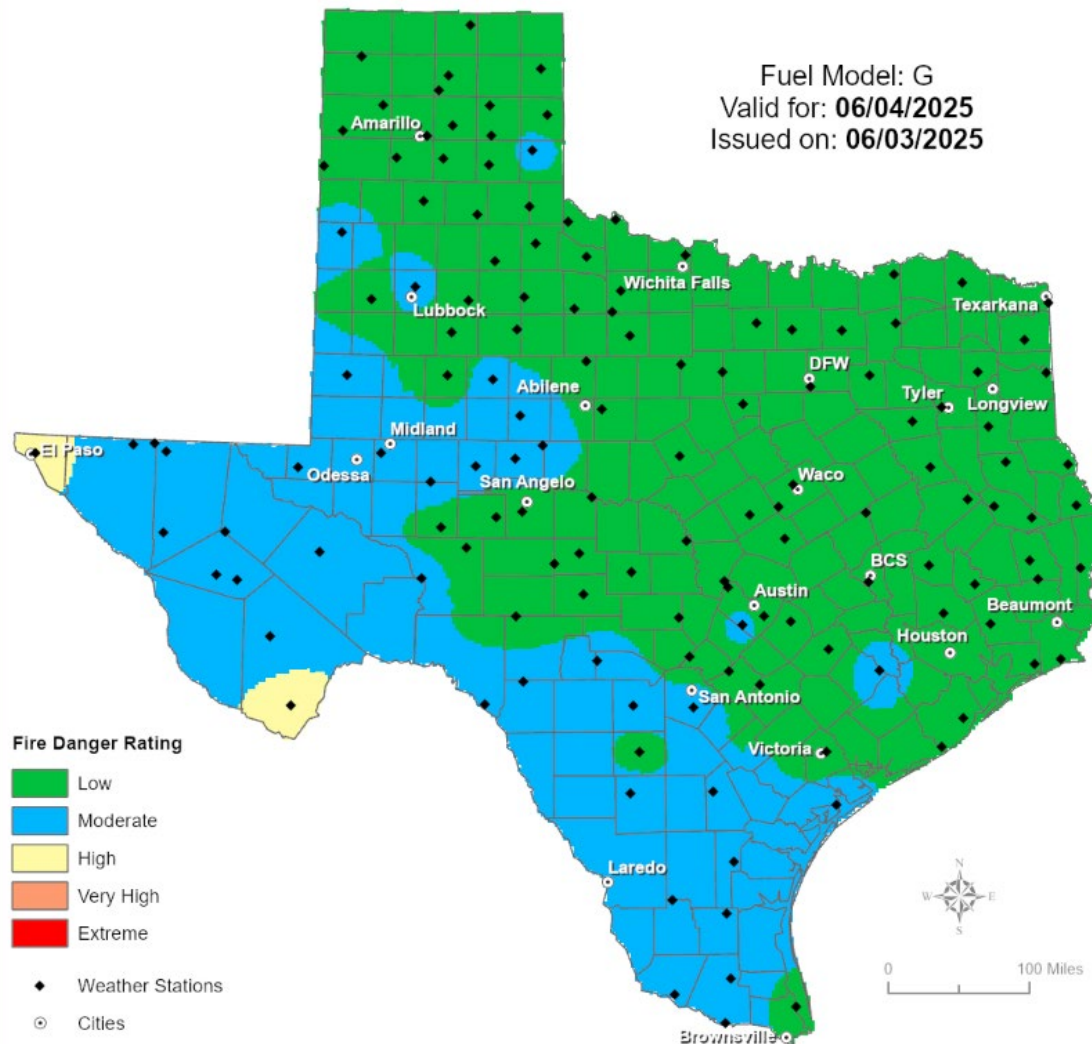 Fuel Model: G
Valid for: 06/04/2025
Issued on: 06/03/2025
Amarillo
Wichita Falls
Lubbock
Texarkana
DFW
Abilene
Tyler
Longview
Midland
El Paso
Odessa
San Angelo
Waco
BCS
Austin
Beaumont
Houston
San Antonio
Victoria
Laredo
Brownsville
Fire Danger Rating
Low
Moderate
High
Very High
Extreme
Weather Stations
Cities
N
W E
S
0 100 Miles